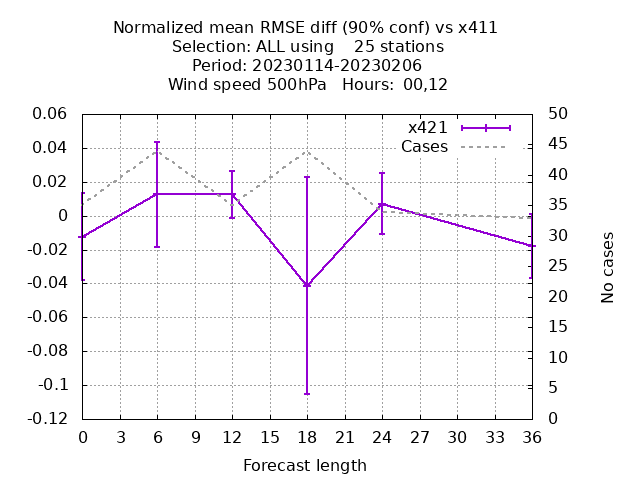 Normalized mean RMSE diff (90% conf) vs x411
Selection: ALL using    25 stations
Period: 20230114-20230206
Wind speed 500hPa   Hours:  00,12
x421
Cases
0.06
0.04
0.02
0
-0.02
-0.04
-0.06
-0.08
-0.1
-0.12
50
45
40
35
30
25
20
15
10
5
0
No cases
0 3 6 9 12 15 18 21 24 27 30 33 36
Forecast length